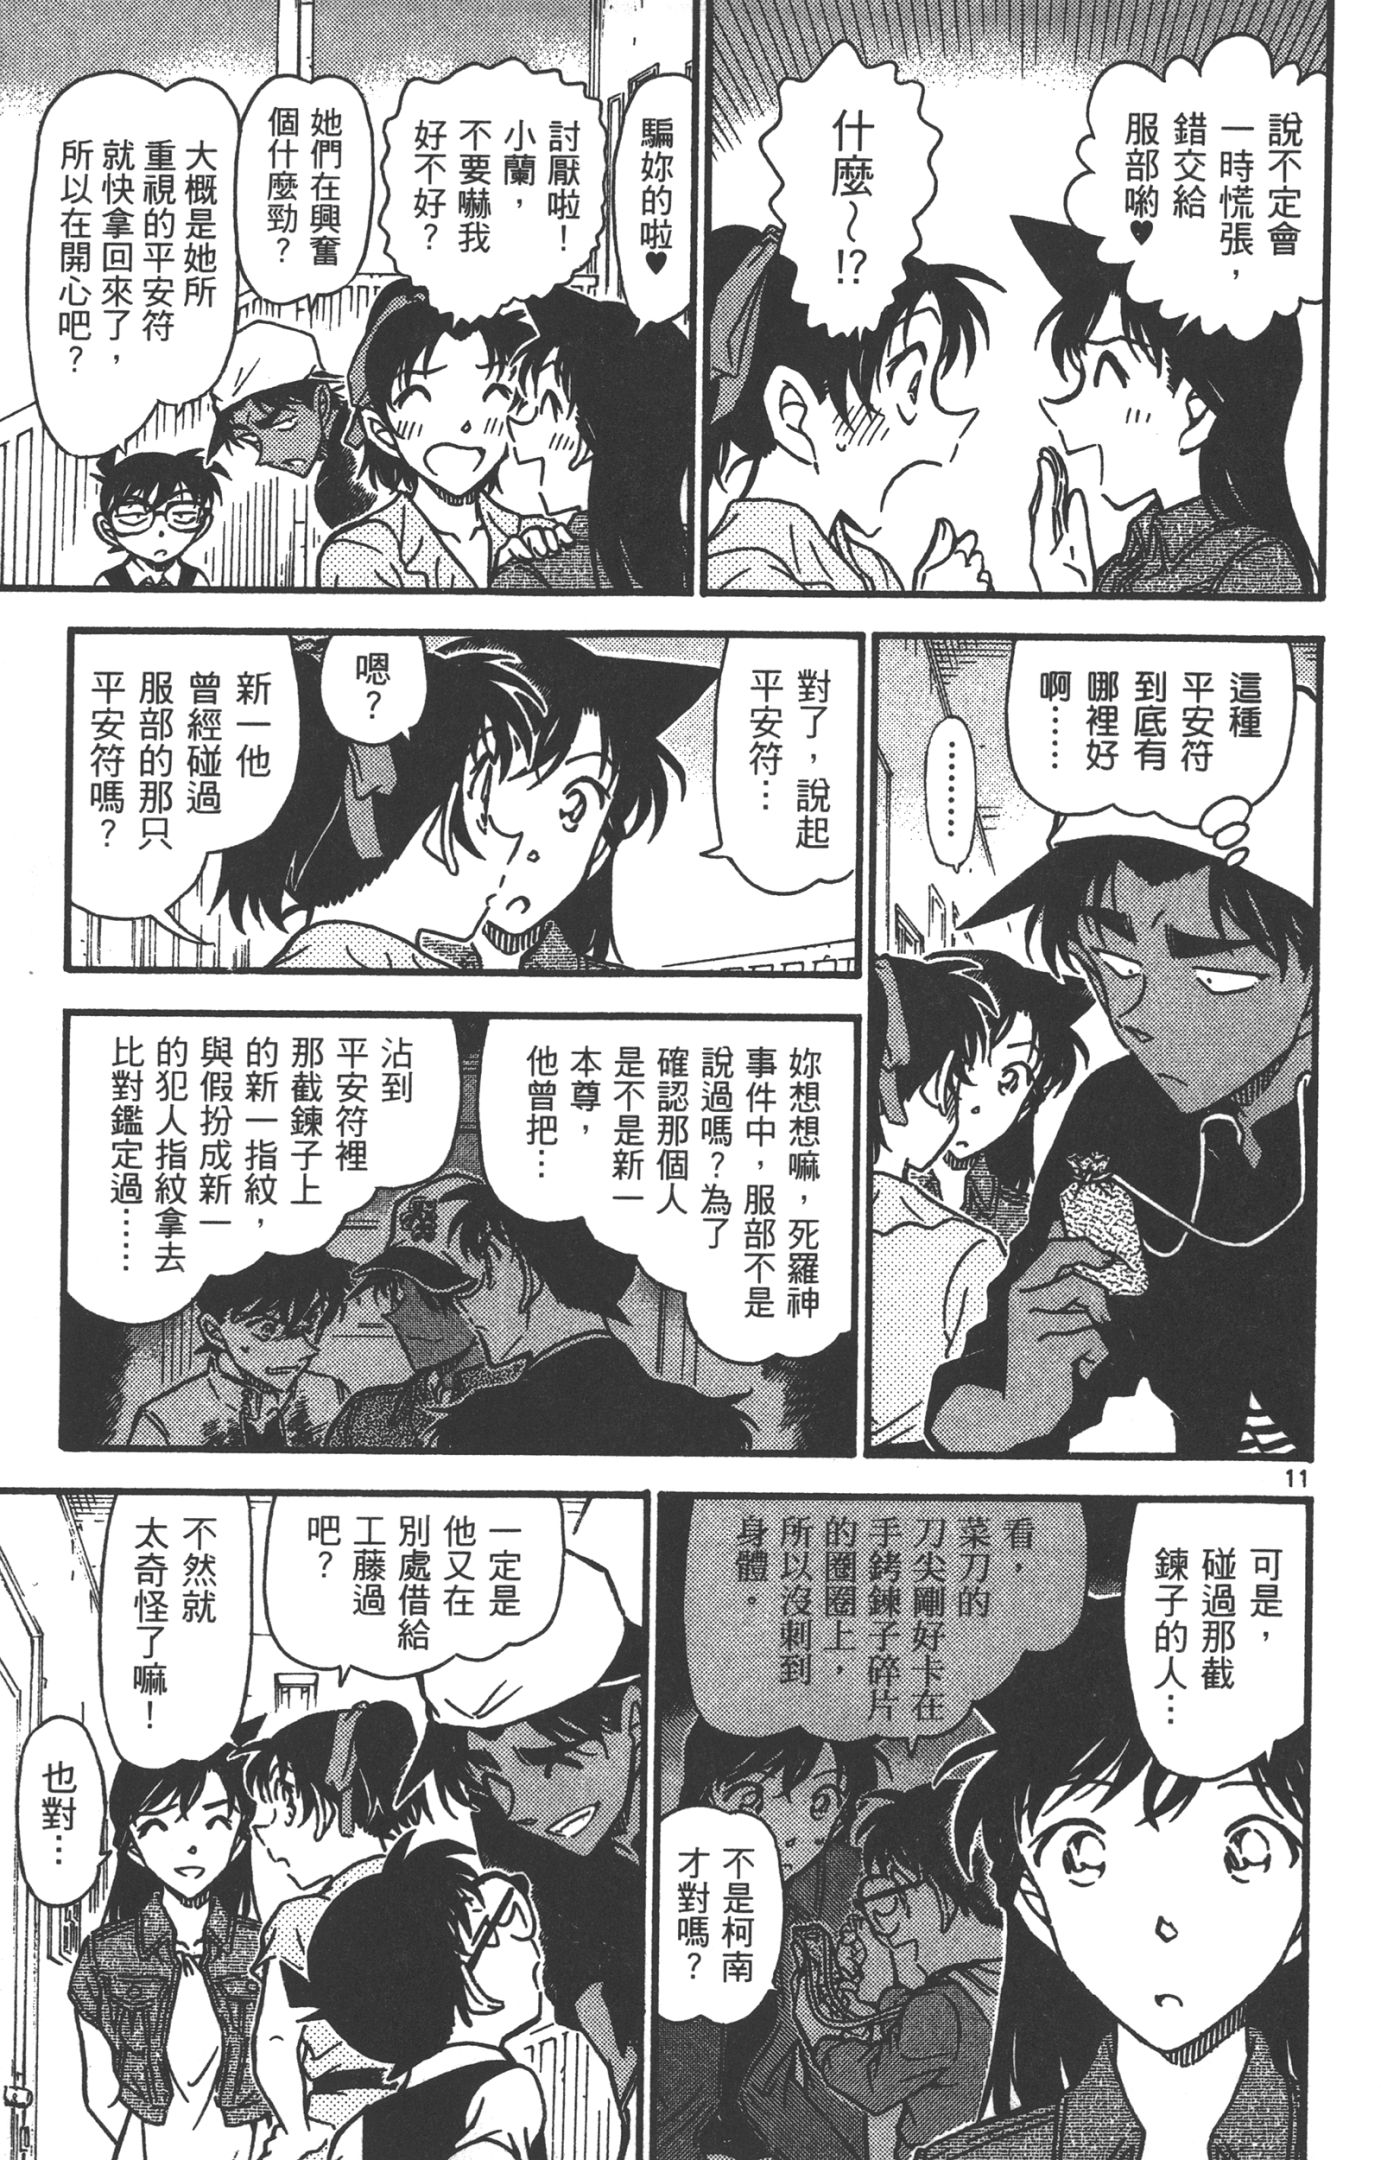 說不定會
一時慌張，
錯交給
服部喲♥
什麼～!?
騙妳的啦♥
討厭啦！
小蘭，
不要嚇我
好不好？
她們在興奮
個什麼勁？
大概是她所
重視的平安符
就快拿回來了，
所以在開心吧？
這種
平安符
到底有
哪裡好
啊……
………
對了，說起
平安符…
嗯？
新一他
曾經碰過
服部的那只
平安符嗎？
妳想想嘛，死羅神
事件中，服部不是
說過嗎？為了
確認那個人
是不是新一
本尊，
他曾把…
沾到
平安符裡
那截鍊子上
的新一指紋，
與假扮成新一
的犯人指紋拿去
比對鑑定過……
11
可是，
碰過那截
鍊子的人…
看，
菜刀的
刀尖剛好卡在
手銬鍊子碎片
的圈圈上，
所以沒刺到
身體。
不是柯南
才對嗎？
一定是
他又在
別處借給
工藤過
吧？
不然就
太奇怪了嘛！
也對…